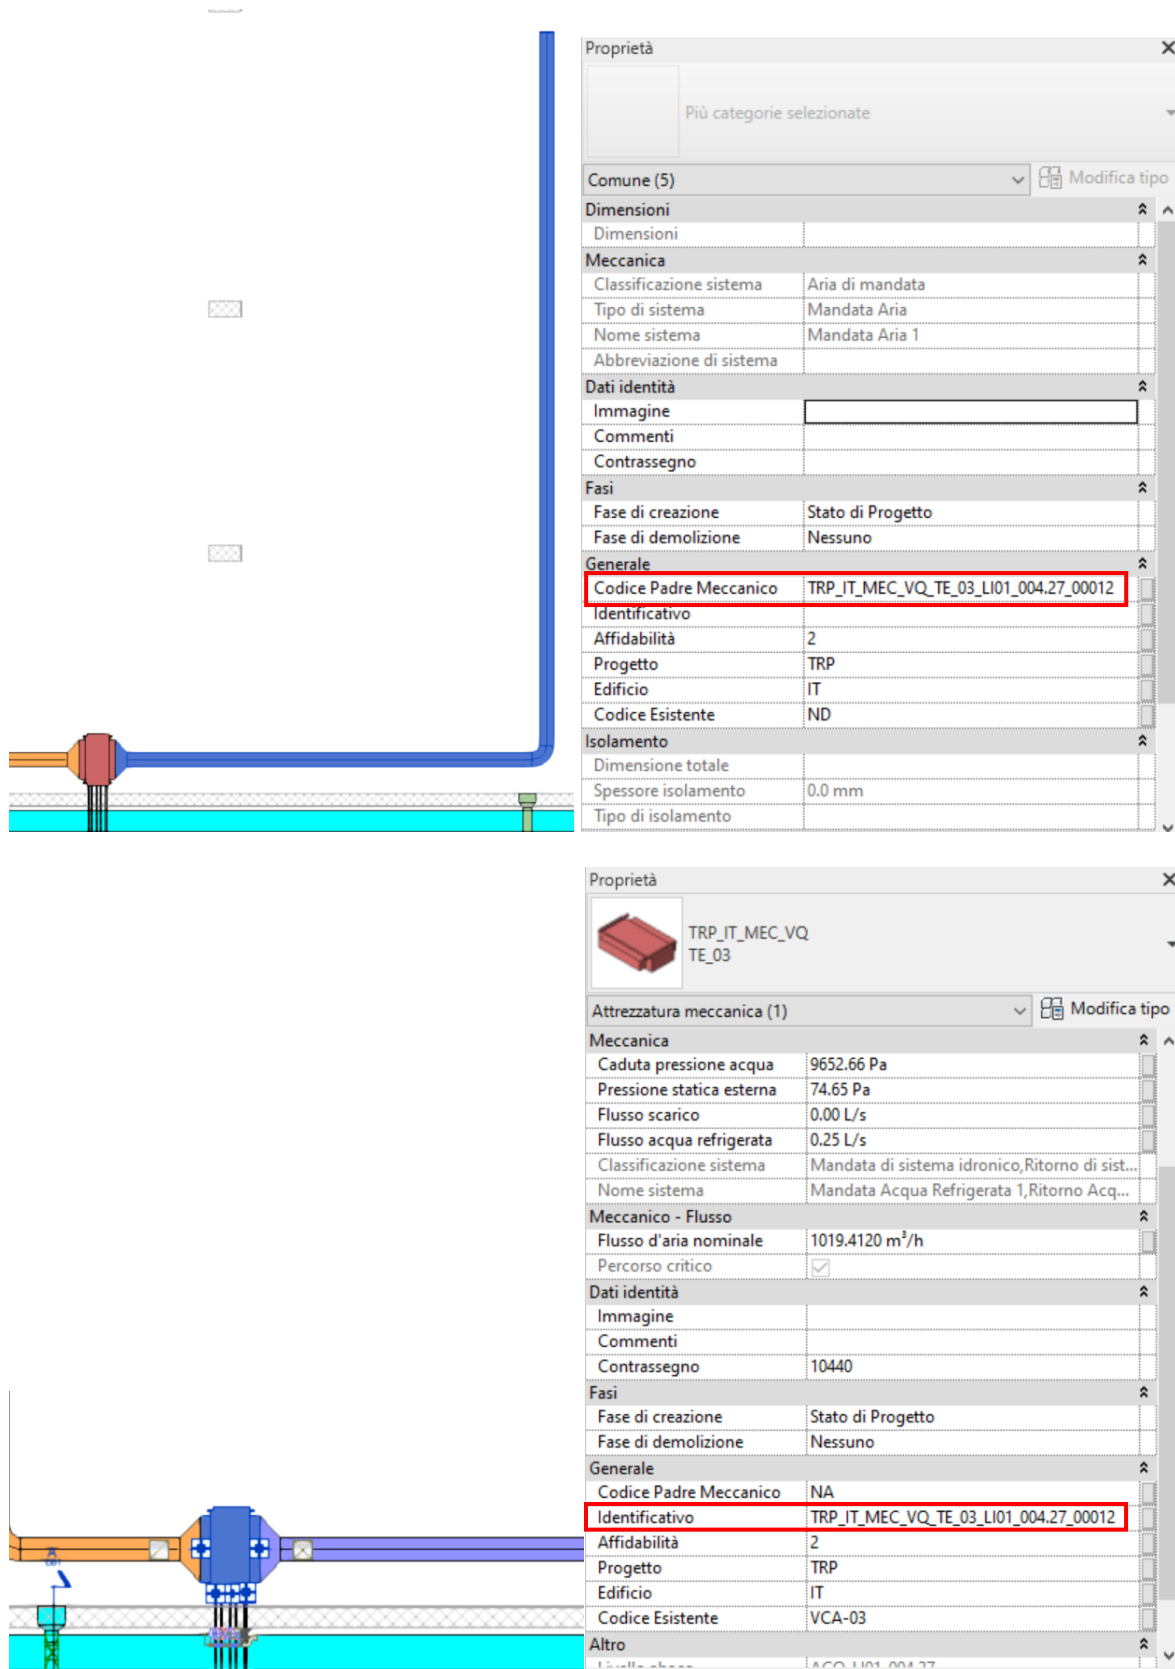 Proprietà
Più categorie selezionate
Comune (5) Modifica tipo
Dimensioni
Dimensioni
Meccanica
Classificazione sistema Aria di mandata
Tipo di sistema Mandata Aria
Nome sistema Mandata Aria 1
Abbreviazione di sistema
Dati identità
Immagine
Commenti
Contrassegno
Fasi
Fase di creazione Stato di Progetto
Fase di demolizione Nessuno
Generale
Codice Padre Meccanico TRP_IT_MEC_VQ_TE_03_LI01_004.27_00012
Identificativo
Affidabilità 2
Progetto TRP
Edificio IT
Codice Esistente ND
Isolamento
Dimensione totale
Spessore isolamento 0.0 mm
Tipo di isolamento
Proprietà
TRP_IT_MEC_VQ
TE_03
Attrezzatura meccanica (1) Modifica tipo
Meccanica
Caduta pressione acqua 9652.66 Pa
Pressione statica esterna 74.65 Pa
Flusso scarico 0.00 L/s
Flusso acqua refrigerata 0.25 L/s
Classificazione sistema Mandata di sistema idronico,Ritorno di sist...
Nome sistema Mandata Acqua Refrigerata 1,Ritorno Acq...
Meccanico - Flusso
Flusso d'aria nominale 1019.4120 m³/h
Percorso critico
Dati identità
Immagine
Commenti
Contrassegno 10440
Fasi
Fase di creazione Stato di Progetto
Fase di demolizione Nessuno
Generale
Codice Padre Meccanico NA
Identificativo TRP_IT_MEC_VQ_TE_03_LI01_004.27_00012
Affidabilità 2
Progetto TRP
Edificio IT
Codice Esistente VCA-03
Altro